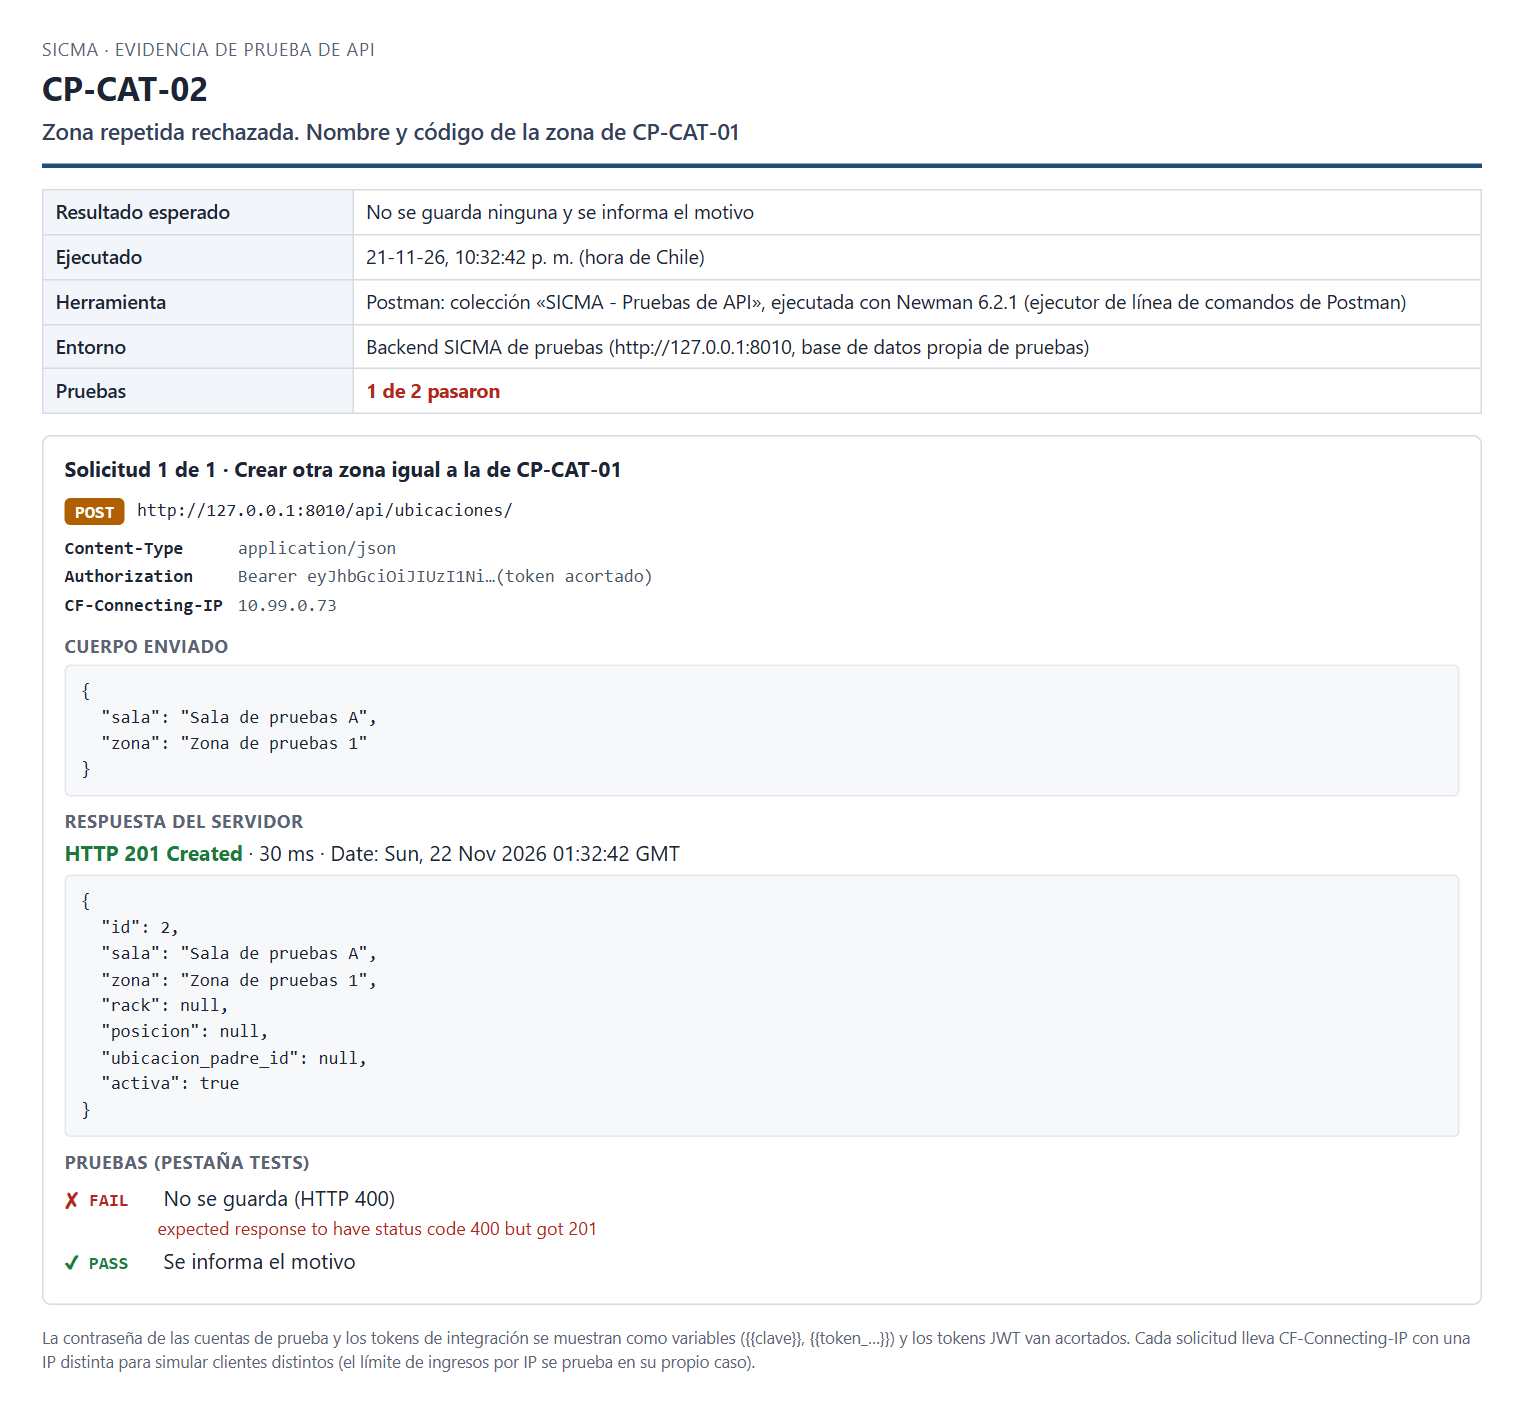 SICMA · EVIDENCIA DE PRUEBA DE API
CP-CAT-02
Zona repetida rechazada. Nombre y código de la zona de CP-CAT-01
Resultado esperado No se guarda ninguna y se informa el motivo
Ejecutado 21-11-26, 10:32:42 p. m. (hora de Chile)
Herramienta Postman: colección «SICMA - Pruebas de API», ejecutada con Newman 6.2.1 (ejecutor de línea de comandos de Postman)
Entorno Backend SICMA de pruebas (http://127.0.0.1:8010, base de datos propia de pruebas)
Pruebas 1 de 2 pasaron
Solicitud 1 de 1 · Crear otra zona igual a la de CP-CAT-01
POST http://127.0.0.1:8010/api/ubicaciones/
Content-Type application/json
Authorization Bearer eyJhbGciOiJIUzI1Ni…(token acortado)
CF-Connecting-IP 10.99.0.73
CUERPO ENVIADO
{
"sala": "Sala de pruebas A",
"zona": "Zona de pruebas 1"
}
RESPUESTA DEL SERVIDOR
HTTP 201 Created · 30 ms · Date: Sun, 22 Nov 2026 01:32:42 GMT
{
"id": 2,
"sala": "Sala de pruebas A",
"zona": "Zona de pruebas 1",
"rack": null,
"posicion": null,
"ubicacion_padre_id": null,
"activa": true
}
PRUEBAS (PESTAÑA TESTS)
✗ FAIL No se guarda (HTTP 400)
expected response to have status code 400 but got 201
✓ PASS Se informa el motivo
La contraseña de las cuentas de prueba y los tokens de integración se muestran como variables ({{clave}}, {{token_…}}) y los tokens JWT van acortados. Cada solicitud lleva CF-Connecting-IP con una
IP distinta para simular clientes distintos (el límite de ingresos por IP se prueba en su propio caso).